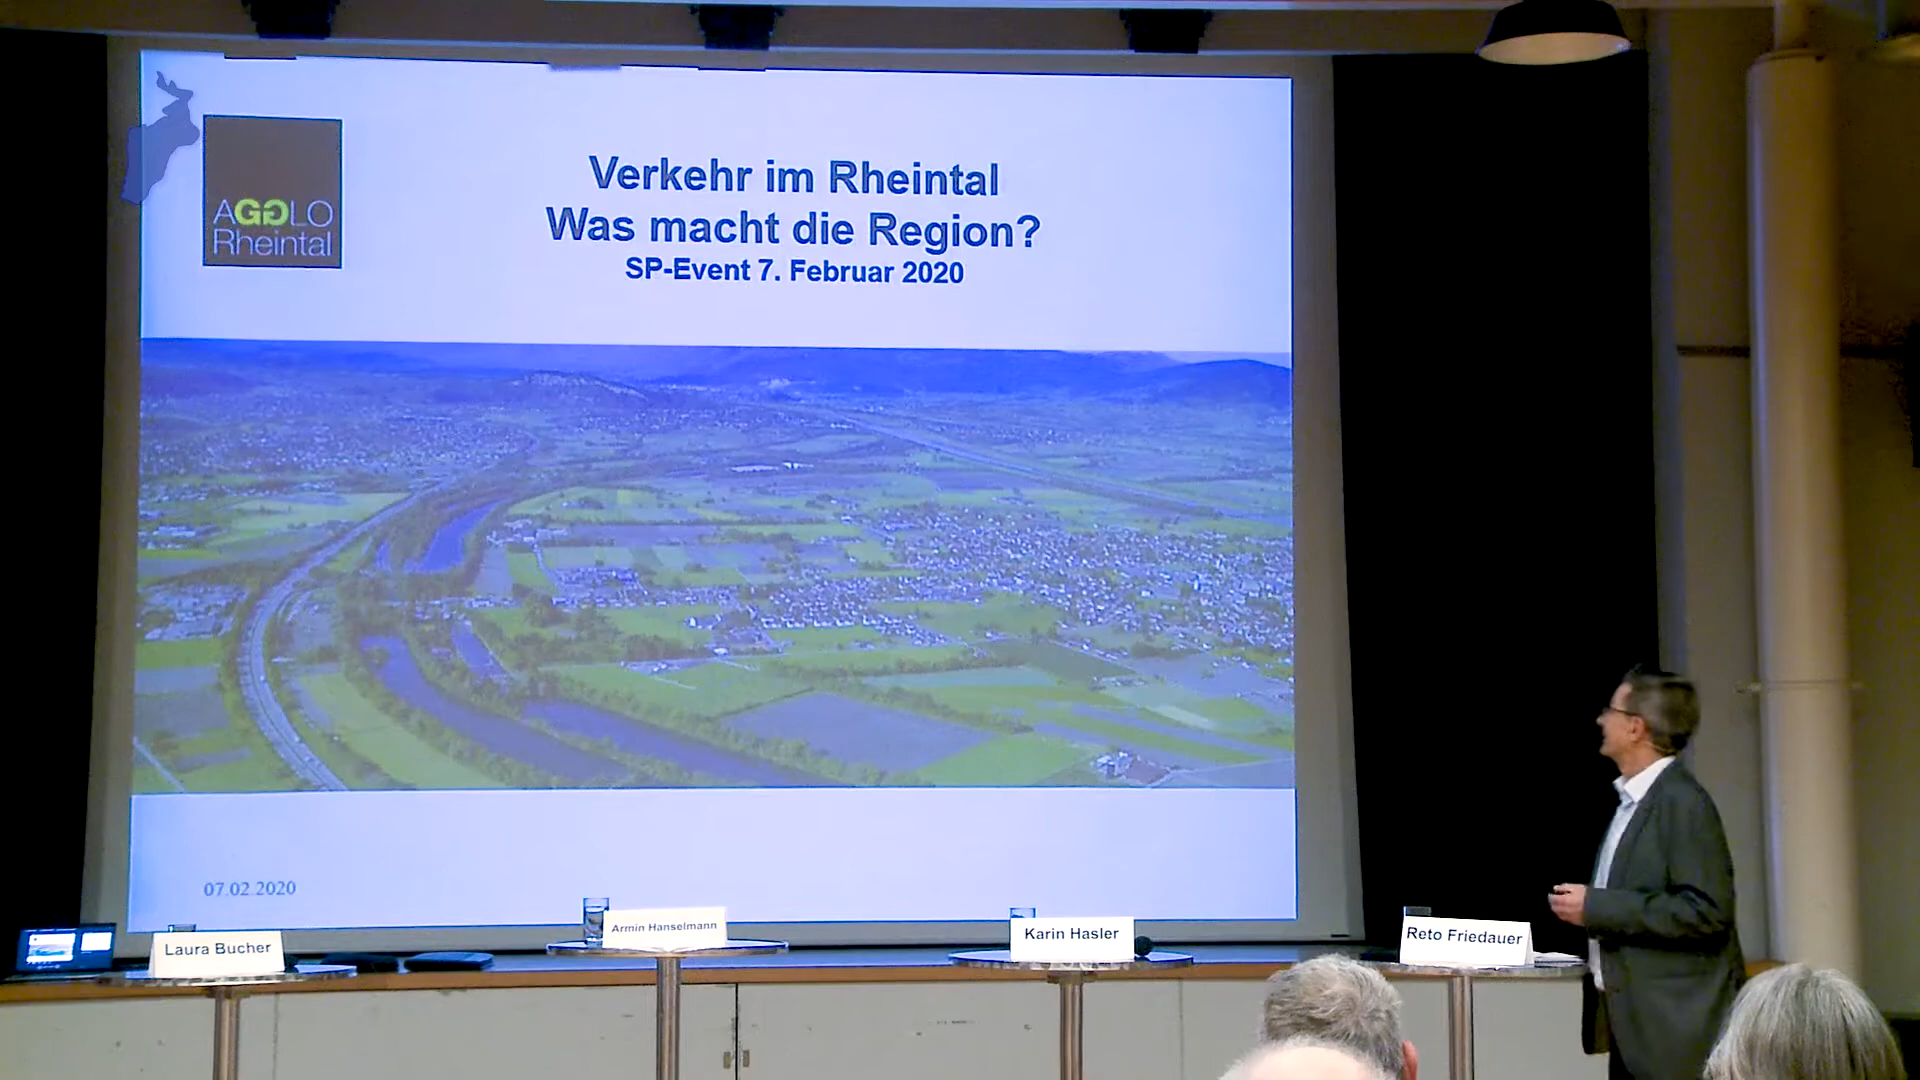 AGGLO
Rheintal
Verkehr im Rheintal
Was macht die Region?
SP-Event 7. Februar 2020
07.02.2020
Laura Bucher
Armin Hanselmann
Karin Hasler
Reto Friedauer